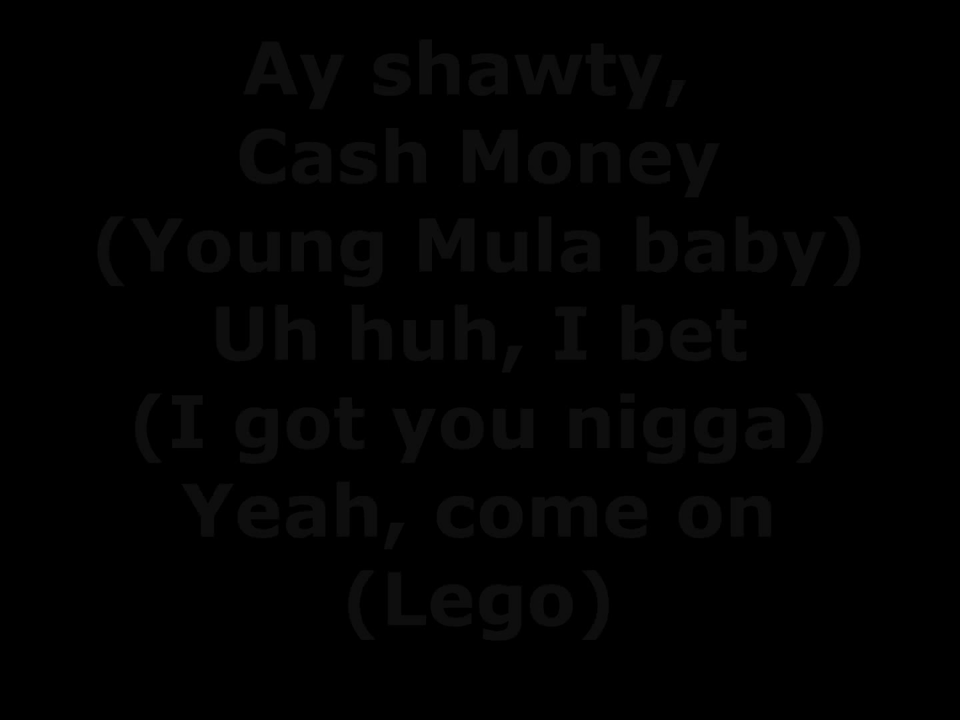 Ay shawty,
Cash Money
(Young Mula baby)
Uh huh, I bet
(I got you nigga)
Yeah, come on
(Lego)